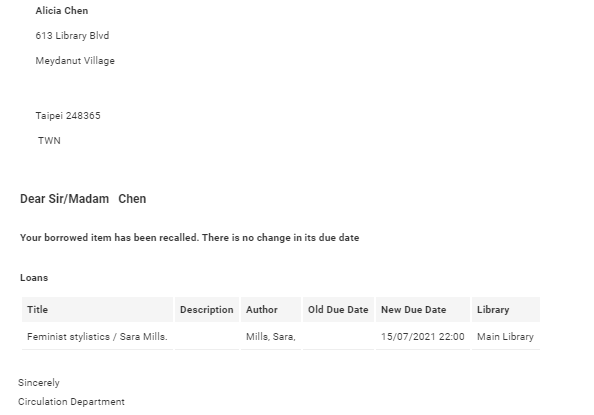 Alicia Chen
613 Library Blvd
Meydanut Village
Taipei 248365
TWN
Dear Sir/Madam Chen
Your borrowed item has been recalled. There is no change in its due date
Loans
Title Description Author Old Due Date New Due Date Library
Feminist stylistics / Sara Mills. Mills, Sara, 15/07/2021 22:00 Main Library
Sincerely
Circulation Department